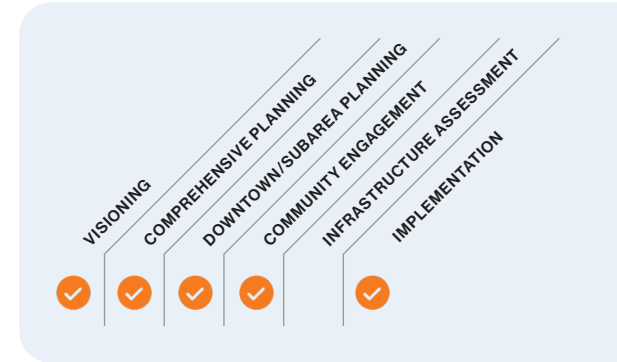 VISIONING
COMPREHENSIVE PLANNING
DOWNTOWN/SUBAREA PLANNING
COMMUNITY ENGAGEMENT
INFRASTRUCTURE ASSESSMENT
IMPLEMENTATION